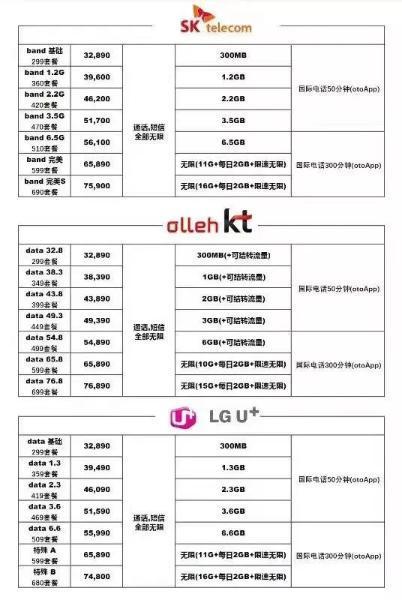 SK telecom
band 基础 32,890 300MB
299套餐
band 1.2G 39,600 1.2GB
360套餐
国际电话50分钟(otoApp)
band 2.2G 46,200 2.2GB
420套餐
band 3.5G 51,700 通话,短信 3.5GB
470套餐 全部无限
band 6.5G 56,100 6.5GB
510套餐
band 完美 65,890 无限(11G+每日2GB+限速无限) 国际电话300分钟(otoApp)
599套餐
band 完美S 75,900 无限(16G+每日2GB+限速无限)
690套餐
olleh kt
data 32.8 32,890 300MB(+可结转流量)
299套餐
data 38.3 38,390 1GB(+可结转流量)
349套餐
国际电话50分钟(otoApp)
data 43.8 43,890 2GB(+可结转流量)
399套餐
data 49.3 49,390 通话,短信 3GB(+可结转流量)
449套餐 全部无限
data 54.8 54,890 6GB(+可结转流量)
499套餐
data 65.8 65,890 无限(10G+每日2GB+限速无限) 国际电话300分钟(otoApp)
599套餐
data 76.8 76,890 无限(15G+每日2GB+限速无限)
699套餐
U+ LG U+
data 基础 32,890 300MB
299套餐
data 1.3 39,490 1.3GB
359套餐
国际电话50分钟(otoApp)
data 2.3 46,090 2.3GB
419套餐
data 3.6 51,590 通话,短信 3.6GB
469套餐 全部无限
data 6.6 55,990 6.6GB
509套餐
特殊 A 65,890 无限(11G+每日2GB+限速无限) 国际电话300分钟(otoApp)
599套餐
特殊 B 74,800 无限(16G+每日2GB+限速无限)
680套餐